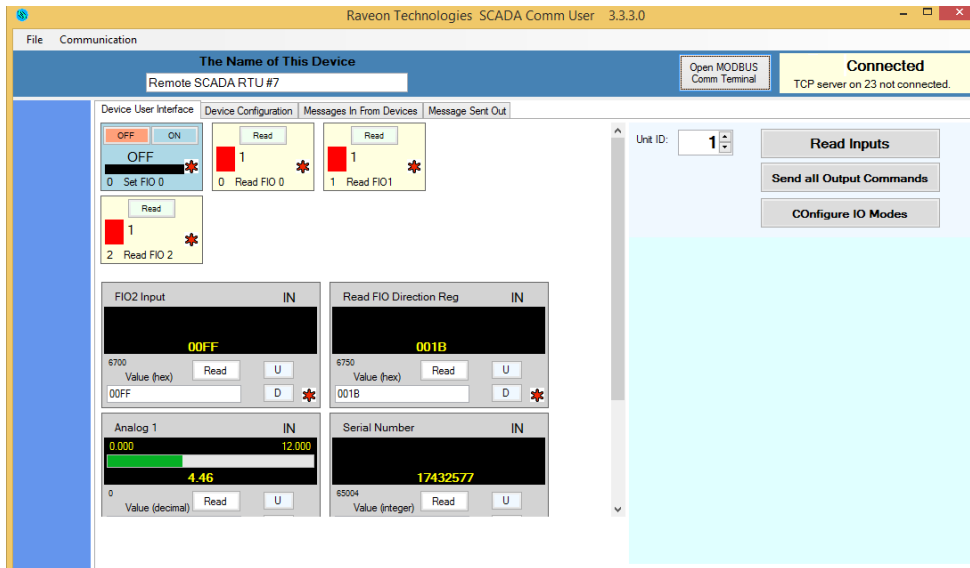 Raveon Technologies SCADA Comm User 3.3.3.0
File Communication
The Name of This Device
Remote SCADA RTU #7
Open MODBUS
Comm Terminal
Connected
TCP server on 23 not connected.
Device User Interface Device Configuration Messages In From Devices Message Sent Out
OFF ON
OFF
0 Set FIO 0
Read
1
0 Read FIO 0
Read
1
1 Read FIO1
Read
1
2 Read FIO 2
Unit ID: 1
Read Inputs
Send all Output Commands
COnfigure IO Modes
FIO2 Input IN
00FF
6700
Value (hex) Read U
00FF D
Read FIO Direction Reg IN
001B
6750
Value (hex) Read U
001B D
Analog 1 IN
0.000 12.000
4.46
0
Value (decimal) Read U
Serial Number IN
17432577
65004
Value (integer) Read U